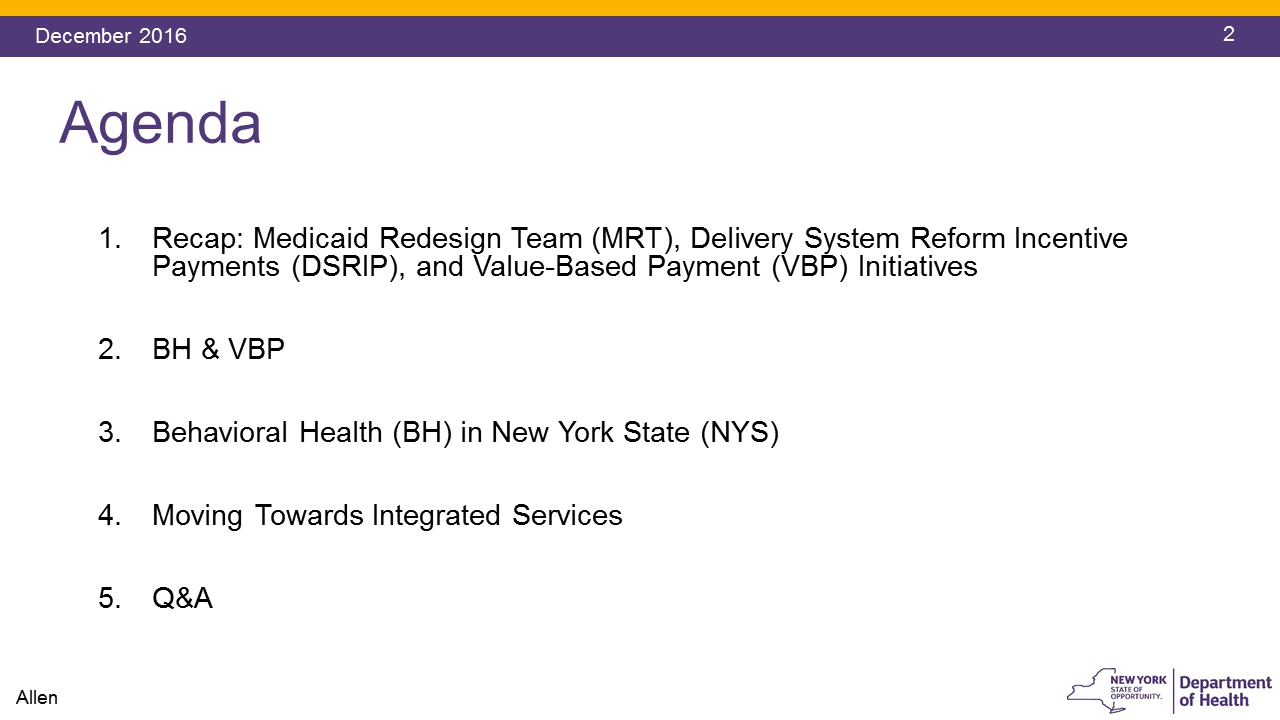 December 2016
2
Agenda
1. Recap: Medicaid Redesign Team (MRT), Delivery System Reform Incentive
Payments (DSRIP), and Value-Based Payment (VBP) Initiatives
2. BH & VBP
3. Behavioral Health (BH) in New York State (NYS)
4. Moving Towards Integrated Services
5. Q&A
Allen
NEW YORK
STATE OF
OPPORTUNITY.
Department
of Health